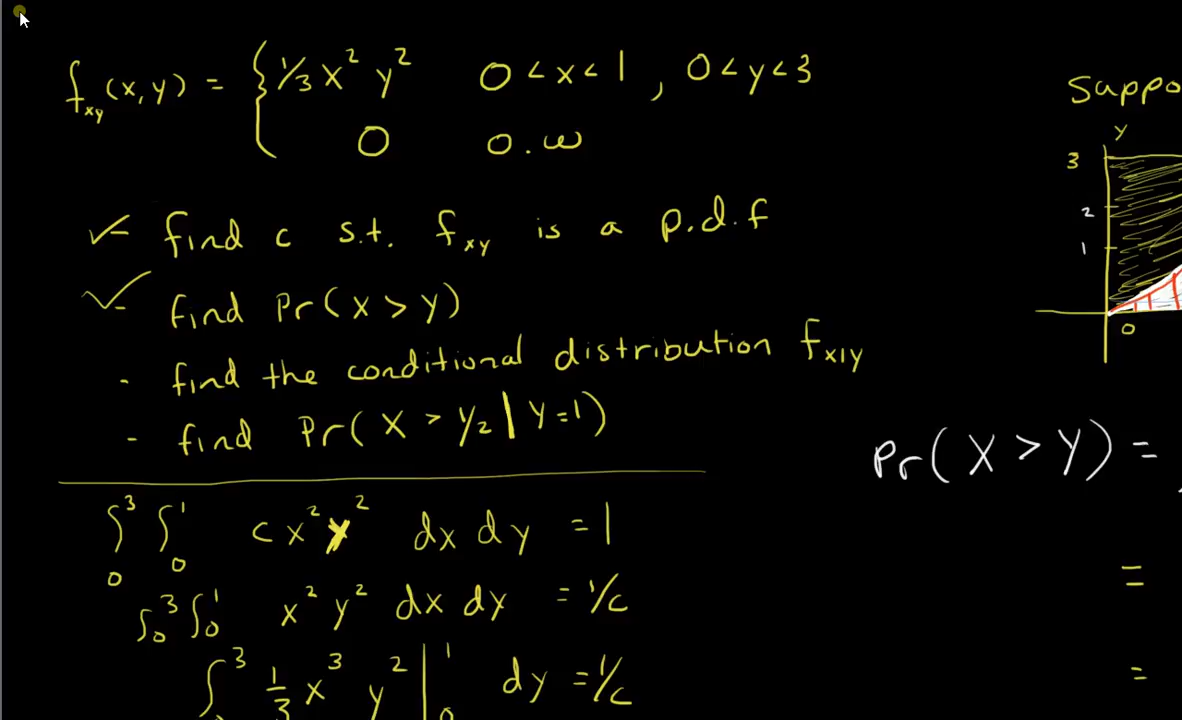 f_xy (x, y) = { 1/3 x² y²   0 < x < 1 , 0 < y < 3
0   0.w
find c s.t. f_xy is a p.d.f
- find Pr( X > Y )
- find the conditional distribution f_x|y
- find Pr( X > 1/2 | Y = 1 )
∫₀³ ∫₀¹ c x² y² dx dy = 1
∫₀³ ∫₀¹ x² y² dx dy = 1/c
∫₀³ 1/3 x³ y² |₀¹ dy = 1/c
Y
3
2
1
0
Pr( X > Y ) =
=
=